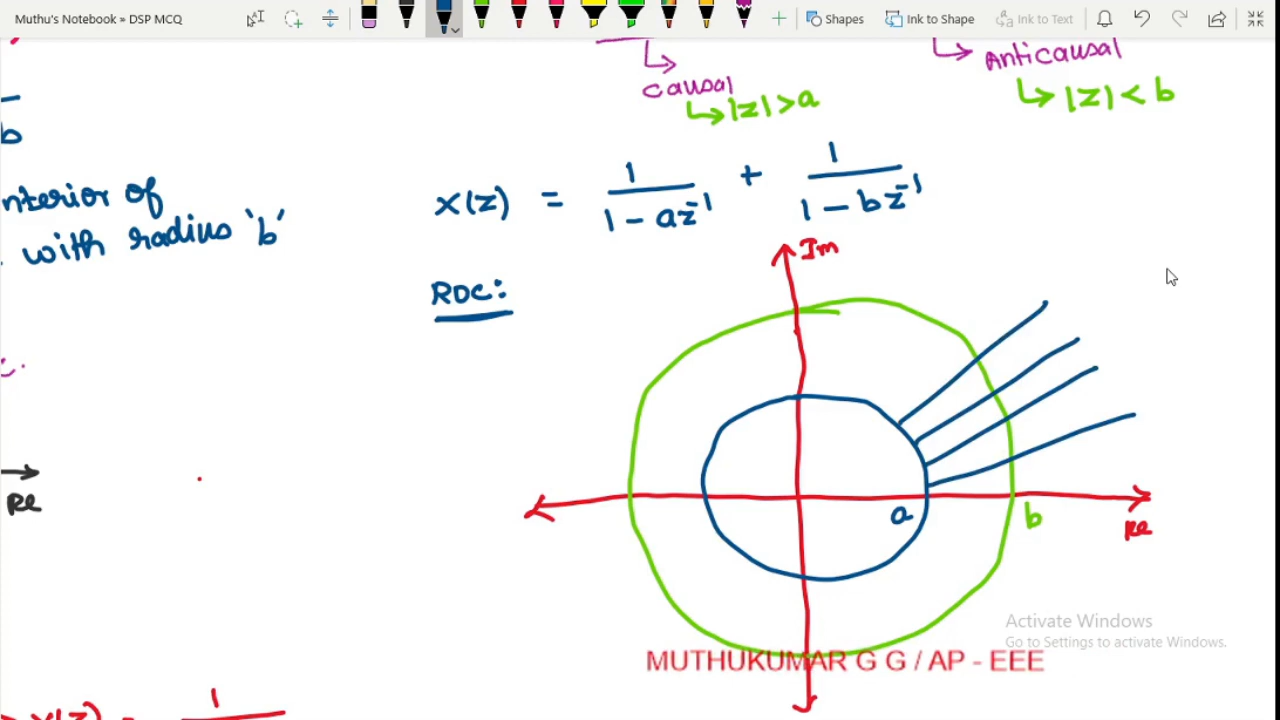 Muthu's Notebook » DSP MCQ
Shapes
Ink to Shape
Ink to Text
causal
↳ |z| > a
Anticausal
↳ |z| < b
b
nterior of
with radius 'b'
X(z) = 1/(1 - az⁻¹) + 1/(1 - bz⁻¹)
ROC:
Im
a
b
Re
Re
Activate Windows
Go to Settings to activate Windows.
MUTHUKUMAR G G / AP - EEE
X(z) = 1